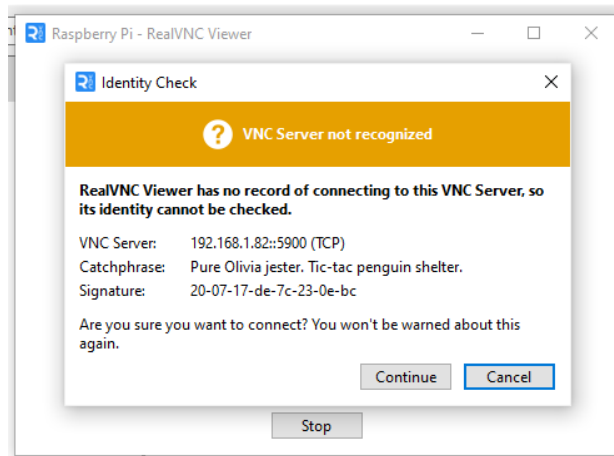 Raspberry Pi - RealVNC Viewer
Identity Check
VNC Server not recognized
RealVNC Viewer has no record of connecting to this VNC Server, so
its identity cannot be checked.
VNC Server: 192.168.1.82::5900 (TCP)
Catchphrase: Pure Olivia jester. Tic-tac penguin shelter.
Signature: 20-07-17-de-7c-23-0e-bc
Are you sure you want to connect? You won't be warned about this
again.
Continue Cancel
Stop